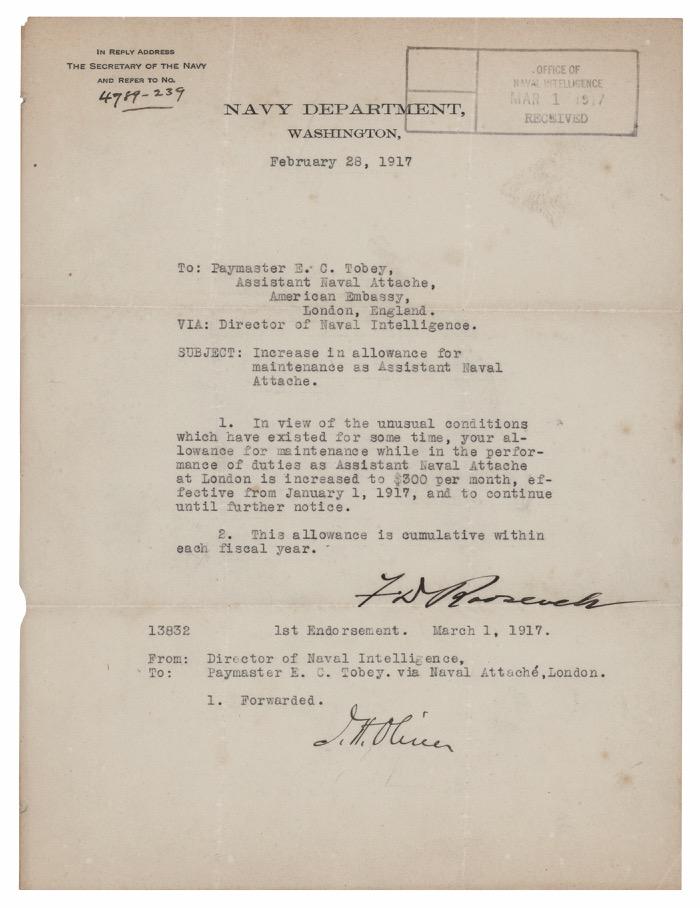 IN REPLY ADDRESS
THE SECRETARY OF THE NAVY
AND REFER TO NO.
4789-239
OFFICE OF
NAVAL INTELLIGENCE
MAR 1 1917
RECEIVED
NAVY DEPARTMENT,
WASHINGTON,
February 28, 1917
To: Paymaster E. C. Tobey,
Assistant Naval Attache,
American Embassy,
London, England.
VIA: Director of Naval Intelligence.
SUBJECT: Increase in allowance for
maintenance as Assistant Naval
Attache.
1. In view of the unusual conditions
which have existed for some time, your al-
lowance for maintenance while in the perfor-
mance of duties as Assistant Naval Attache
at London is increased to $300 per month, ef-
fective from January 1, 1917, and to continue
until further notice.
2. This allowance is cumulative within
each fiscal year.
F D Roosevelt
13832 1st Endorsement. March 1, 1917.
From: Director of Naval Intelligence,
To: Paymaster E. C. Tobey. via Naval Attaché,London.
1. Forwarded.
J.H. Oliver